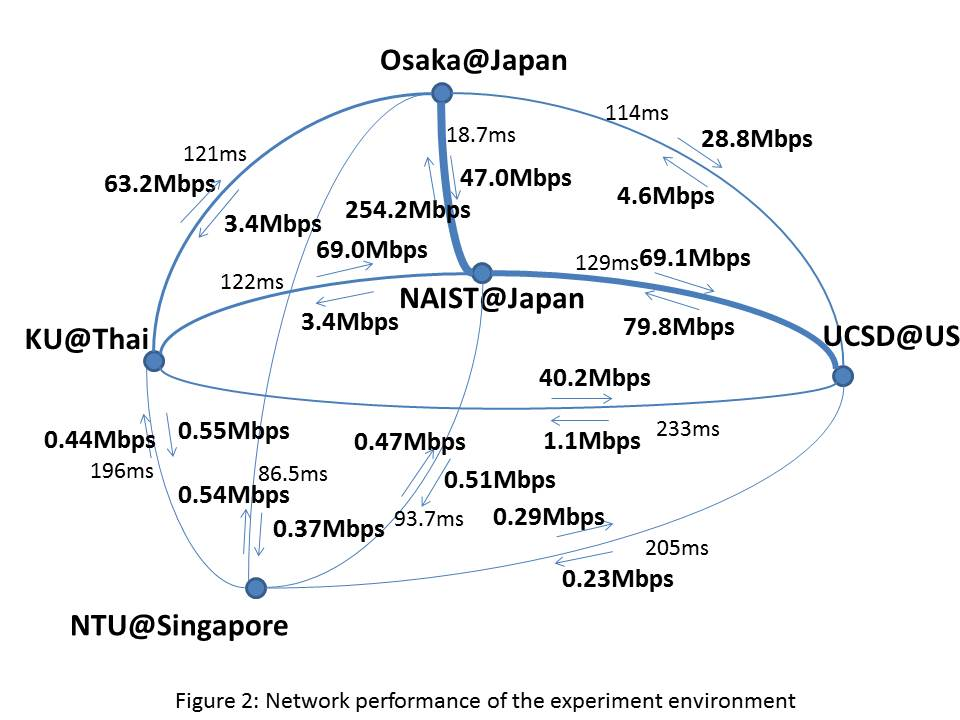 Osaka@Japan
114ms
18.7ms
28.8Mbps
121ms
63.2Mbps
47.0Mbps
4.6Mbps
254.2Mbps
3.4Mbps
69.0Mbps
129ms
69.1Mbps
122ms
NAIST@Japan
3.4Mbps
79.8Mbps
KU@Thai
UCSD@US
40.2Mbps
0.44Mbps
0.55Mbps
0.47Mbps
1.1Mbps
233ms
196ms
86.5ms
0.51Mbps
0.54Mbps
0.37Mbps
93.7ms
0.29Mbps
205ms
0.23Mbps
NTU@Singapore
Figure 2: Network performance of the experiment environment